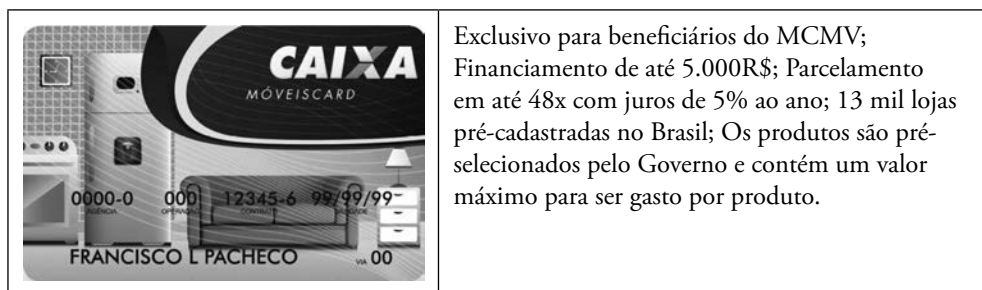 CAIXA
MÓVEISCARD
0000-0 000 12345-6 99/99/99
AGÊNCIA CONTRATO
FRANCISCO L PACHECO VIA 00
Exclusivo para beneficiários do MCMV;
Financiamento de até 5.000R$; Parcelamento
em até 48x com juros de 5% ao ano; 13 mil lojas
pré-cadastradas no Brasil; Os produtos são pré-
selecionados pelo Governo e contém um valor
máximo para ser gasto por produto.